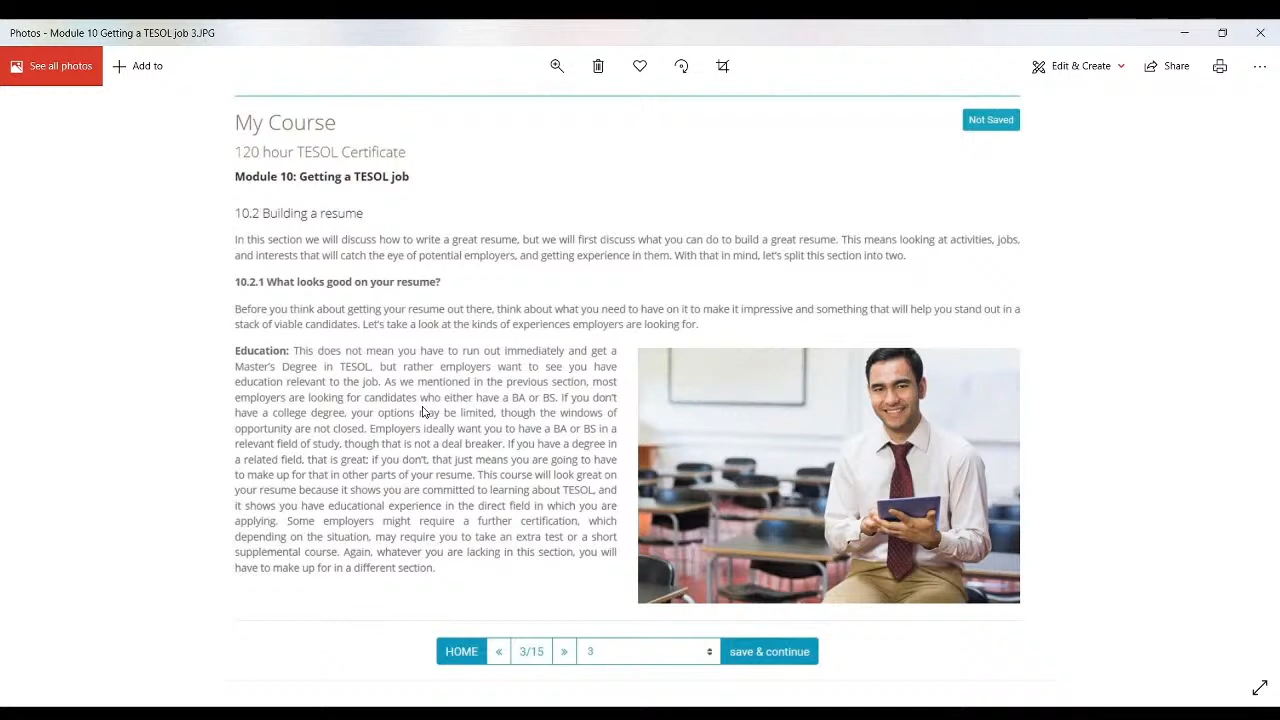 Photos - Module 10 Getting a TESOL job 3.JPG
See all photos
Add to
Edit & Create
Share
My Course
Not Saved
120 hour TESOL Certificate
Module 10: Getting a TESOL job
10.2 Building a resume
In this section we will discuss how to write a great resume, but we will first discuss what you can do to build a great resume. This means looking at activities, jobs,
and interests that will catch the eye of potential employers, and getting experience in them. With that in mind, let's split this section into two.
10.2.1 What looks good on your resume?
Before you think about getting your resume out there, think about what you need to have on it to make it impressive and something that will help you stand out in a
stack of viable candidates. Let's take a look at the kinds of experiences employers are looking for.
Education: This does not mean you have to run out immediately and get a
Master's Degree in TESOL, but rather employers want to see you have
education relevant to the job. As we mentioned in the previous section, most
employers are looking for candidates who either have a BA or BS. If you don't
have a college degree, your options may be limited, though the windows of
opportunity are not closed. Employers ideally want you to have a BA or BS in a
relevant field of study, though that is not a deal breaker. If you have a degree in
a related field, that is great; if you don't, that just means you are going to have
to make up for that in other parts of your resume. This course will look great on
your resume because it shows you are committed to learning about TESOL, and
it shows you have educational experience in the direct field in which you are
applying. Some employers might require a further certification, which
depending on the situation, may require you to take an extra test or a short
supplemental course. Again, whatever you are lacking in this section, you will
have to make up for in a different section.
HOME « 3/15 » 3 save & continue